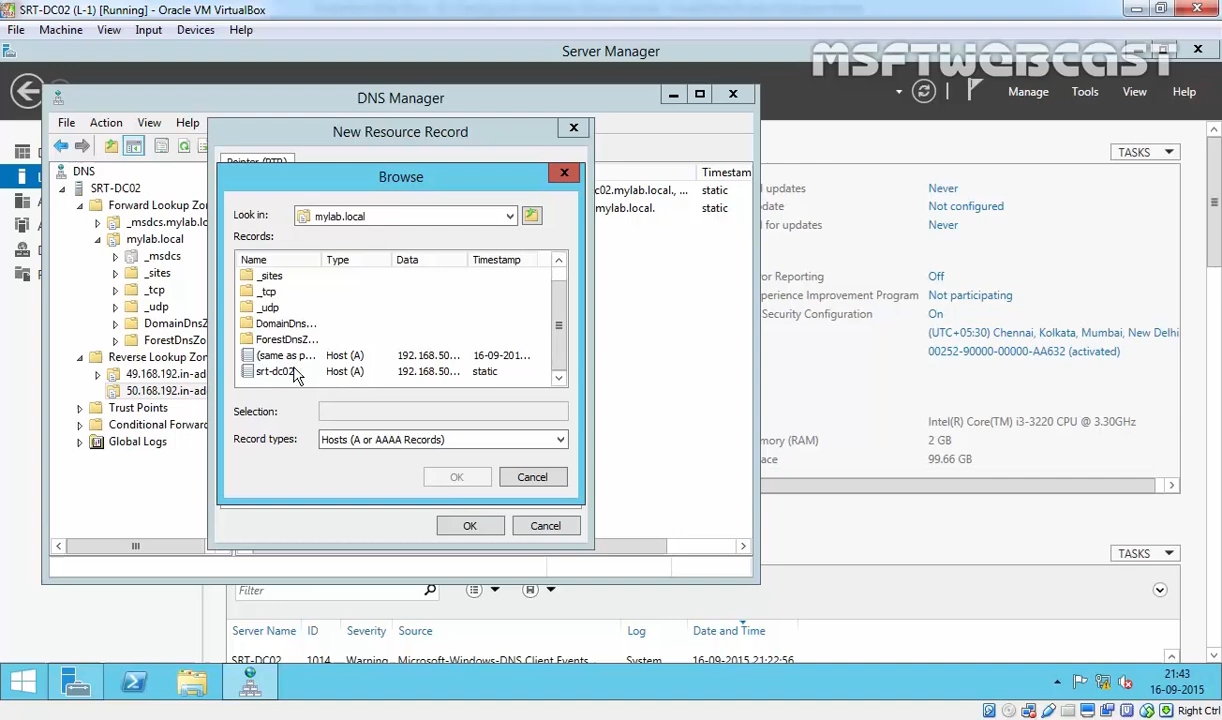 SRT-DC02 (L-1) [Running] - Oracle VM VirtualBox
File Machine View Input Devices Help
Server Manager
MSFTWEBCAST
Manage Tools View Help
DNS Manager
File Action View Help
New Resource Record
Pointer (PTR)
Browse
Look in: mylab.local
Records:
Name Type Data Timestamp
_sites
_tcp
_udp
DomainDns...
ForestDnsZ...
(same as p... Host (A) 192.168.50... 16-09-201...
srt-dc02 Host (A) 192.168.50... static
Selection:
Record types: Hosts (A or AAAA Records)
OK Cancel
OK Cancel
DNS
SRT-DC02
Forward Lookup Zon
_msdcs.mylab.lo
mylab.local
_msdcs
_sites
_tcp
_udp
DomainDnsZ
ForestDnsZo
Reverse Lookup Zon
49.168.192.in-ad
50.168.192.in-ad
Trust Points
Conditional Forward
Global Logs
Timestam
c02.mylab.local., ... static
mylab.local. static
TASKS
updates Never
pdate Not configured
d for updates Never
or Reporting Off
perience Improvement Program Not participating
curity Configuration On
(UTC+05:30) Chennai, Kolkata, Mumbai, New Delhi
00252-90000-00000-AA632 (activated)
Intel(R) Core(TM) i3-3220 CPU @ 3.30GHz
mory (RAM) 2 GB
ace 99.66 GB
TASKS
Filter
Server Name ID Severity Source Log Date and Time
SRT-DC02 1014 Warning Microsoft-Windows-DNS Client Events System 16-09-2015 21:22:56
21:43
16-09-2015
Right Ctrl